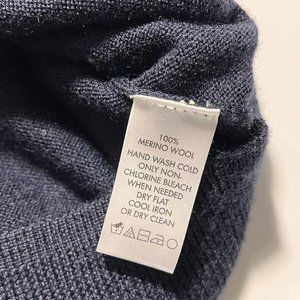 100%
MERINO WOOL
HAND WASH COLD
ONLY NON-
CHLORINE BLEACH
WHEN NEEDED
DRY FLAT
COOL IRON
OR DRY CLEAN